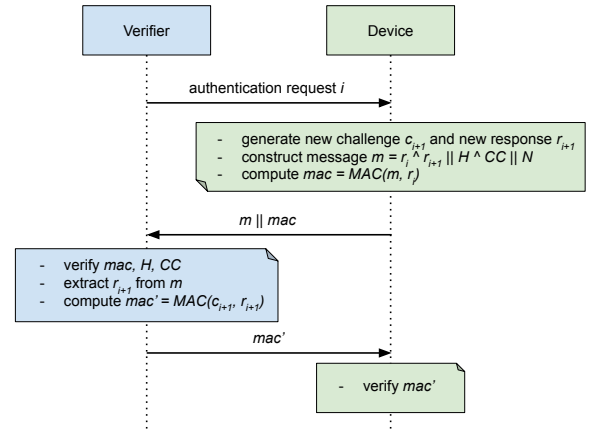 Verifier
Device
authentication request i
- generate new challenge c_{i+1} and new response r_{i+1}
- construct message m = r_i ^ r_{i+1} || H ^ CC || N
- compute mac = MAC(m, r_i)
m || mac
- verify mac, H, CC
- extract r_{i+1} from m
- compute mac' = MAC(c_{i+1}, r_{i+1})
mac'
- verify mac'